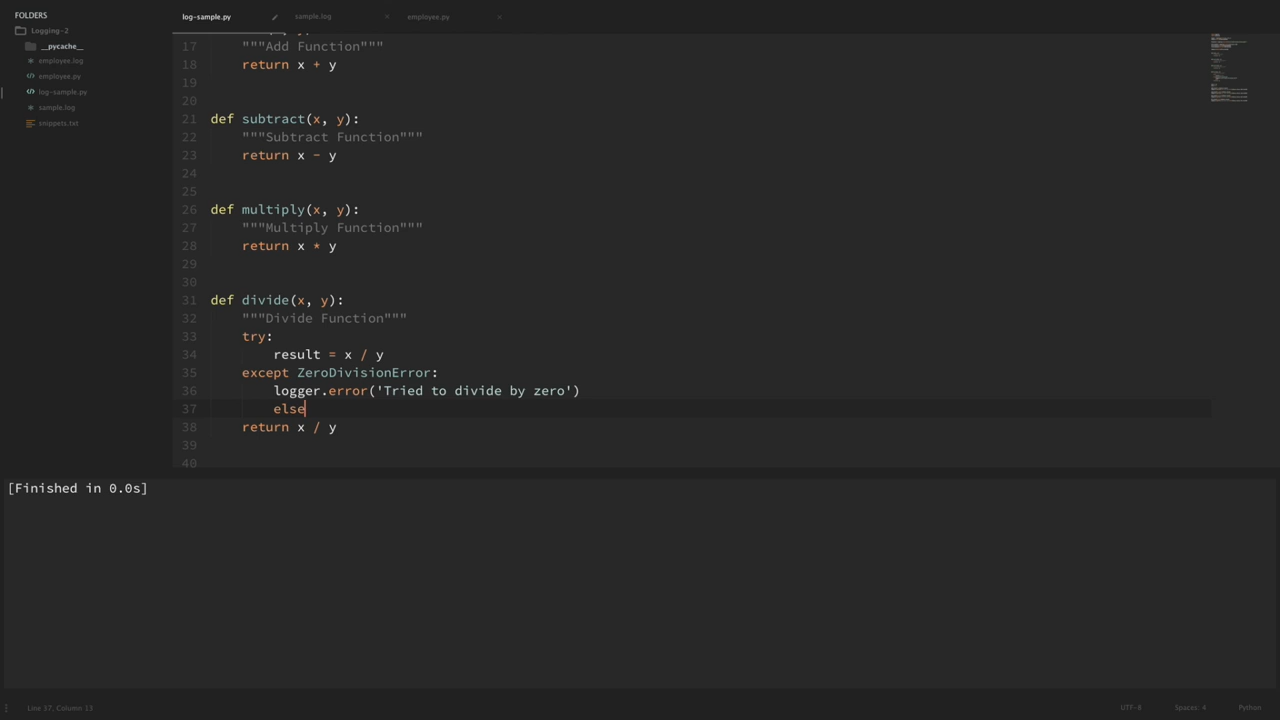 FOLDERS
Logging-2
__pycache__
employee.log
employee.py
log-sample.py
sample.log
snippets.txt
log-sample.py
sample.log
employee.py
17 """Add Function"""
18 return x + y
19
20
21 def subtract(x, y):
22 """Subtract Function"""
23 return x - y
24
25
26 def multiply(x, y):
27 """Multiply Function"""
28 return x * y
29
30
31 def divide(x, y):
32 """Divide Function"""
33 try:
34 result = x / y
35 except ZeroDivisionError:
36 logger.error('Tried to divide by zero')
37 else
38 return x / y
39
40
[Finished in 0.0s]
Line 37, Column 13
UTF-8
Spaces: 4
Python